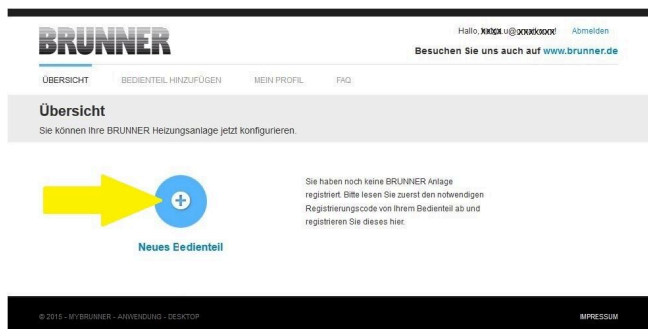 BRUNNER
Hallo, Abmelden
Besuchen Sie uns auch auf www.brunner.de
ÜBERSICHT BEDIENTEIL HINZUFÜGEN MEIN PROFIL FAQ
Übersicht
Sie können Ihre BRUNNER Heizungsanlage jetzt konfigurieren.
Sie haben noch keine BRUNNER Anlage
registriert. Bitte lesen Sie zuerst den notwendigen
Registrierungscode von Ihrem Bedienteil ab und
registrieren Sie dieses hier.
Neues Bedienteil
© 2015 - MYBRUNNER - ANWENDUNG - DESKTOP IMPRESSUM